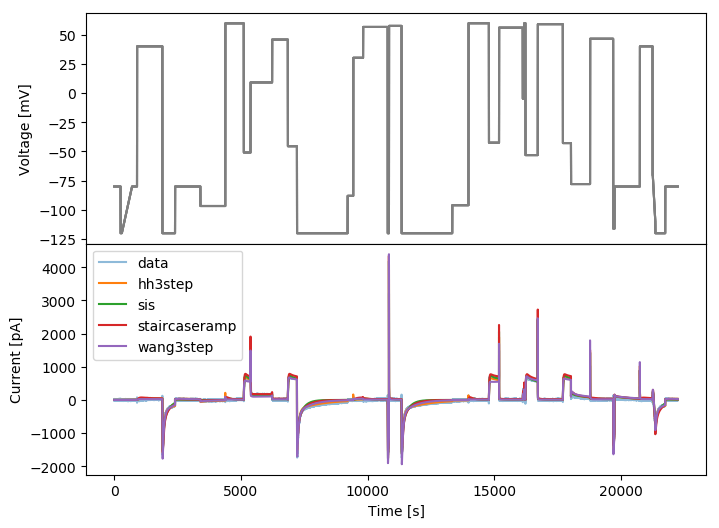 50
25
0
−25
−50
−75
−100
−125
Voltage [mV]
4000
3000
2000
1000
0
−1000
−2000
Current [pA]
data
hh3step
sis
staircaseramp
wang3step
0 5000 10000 15000 20000
Time [s]